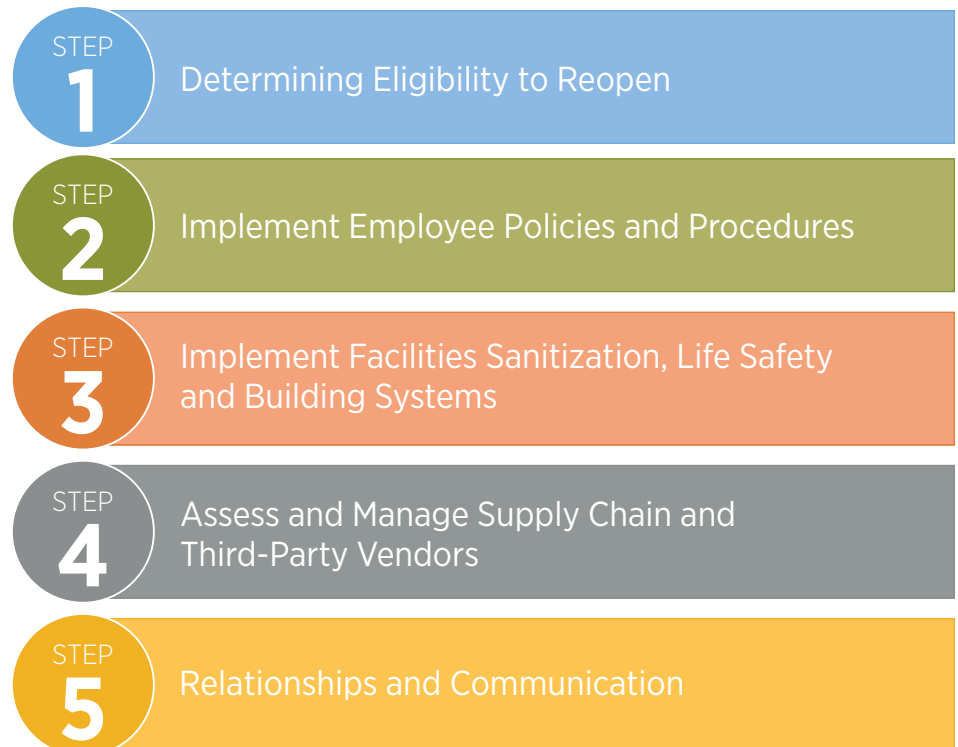 STEP
1
Determining Eligibility to Reopen
STEP
2
Implement Employee Policies and Procedures
STEP
3
Implement Facilities Sanitization, Life Safety
and Building Systems
STEP
4
Assess and Manage Supply Chain and
Third-Party Vendors
STEP
5
Relationships and Communication